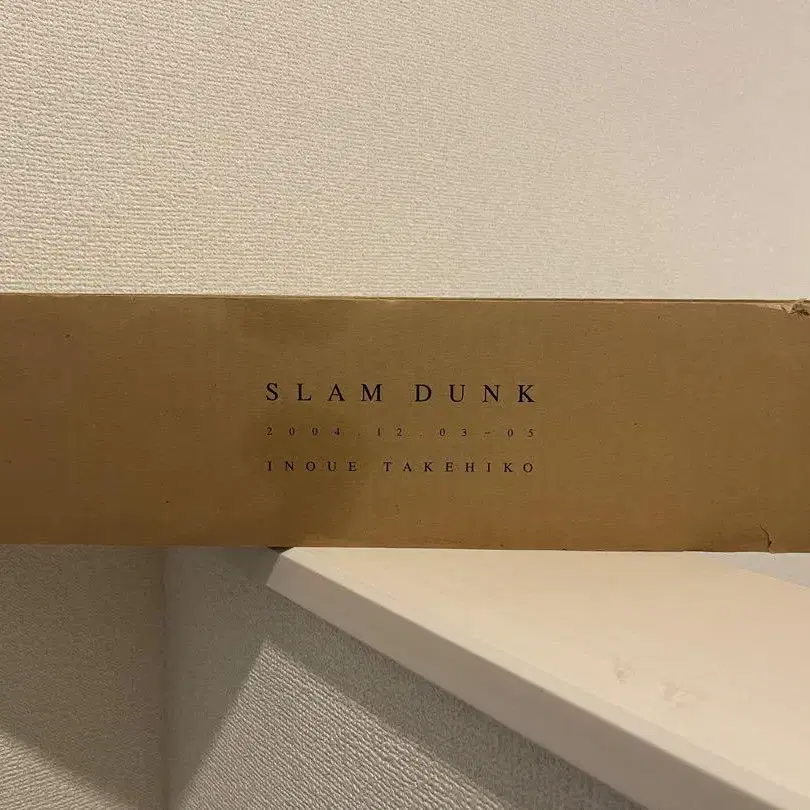 SLAM DUNK
2004.12.03-05
INOUE TAKEHIKO